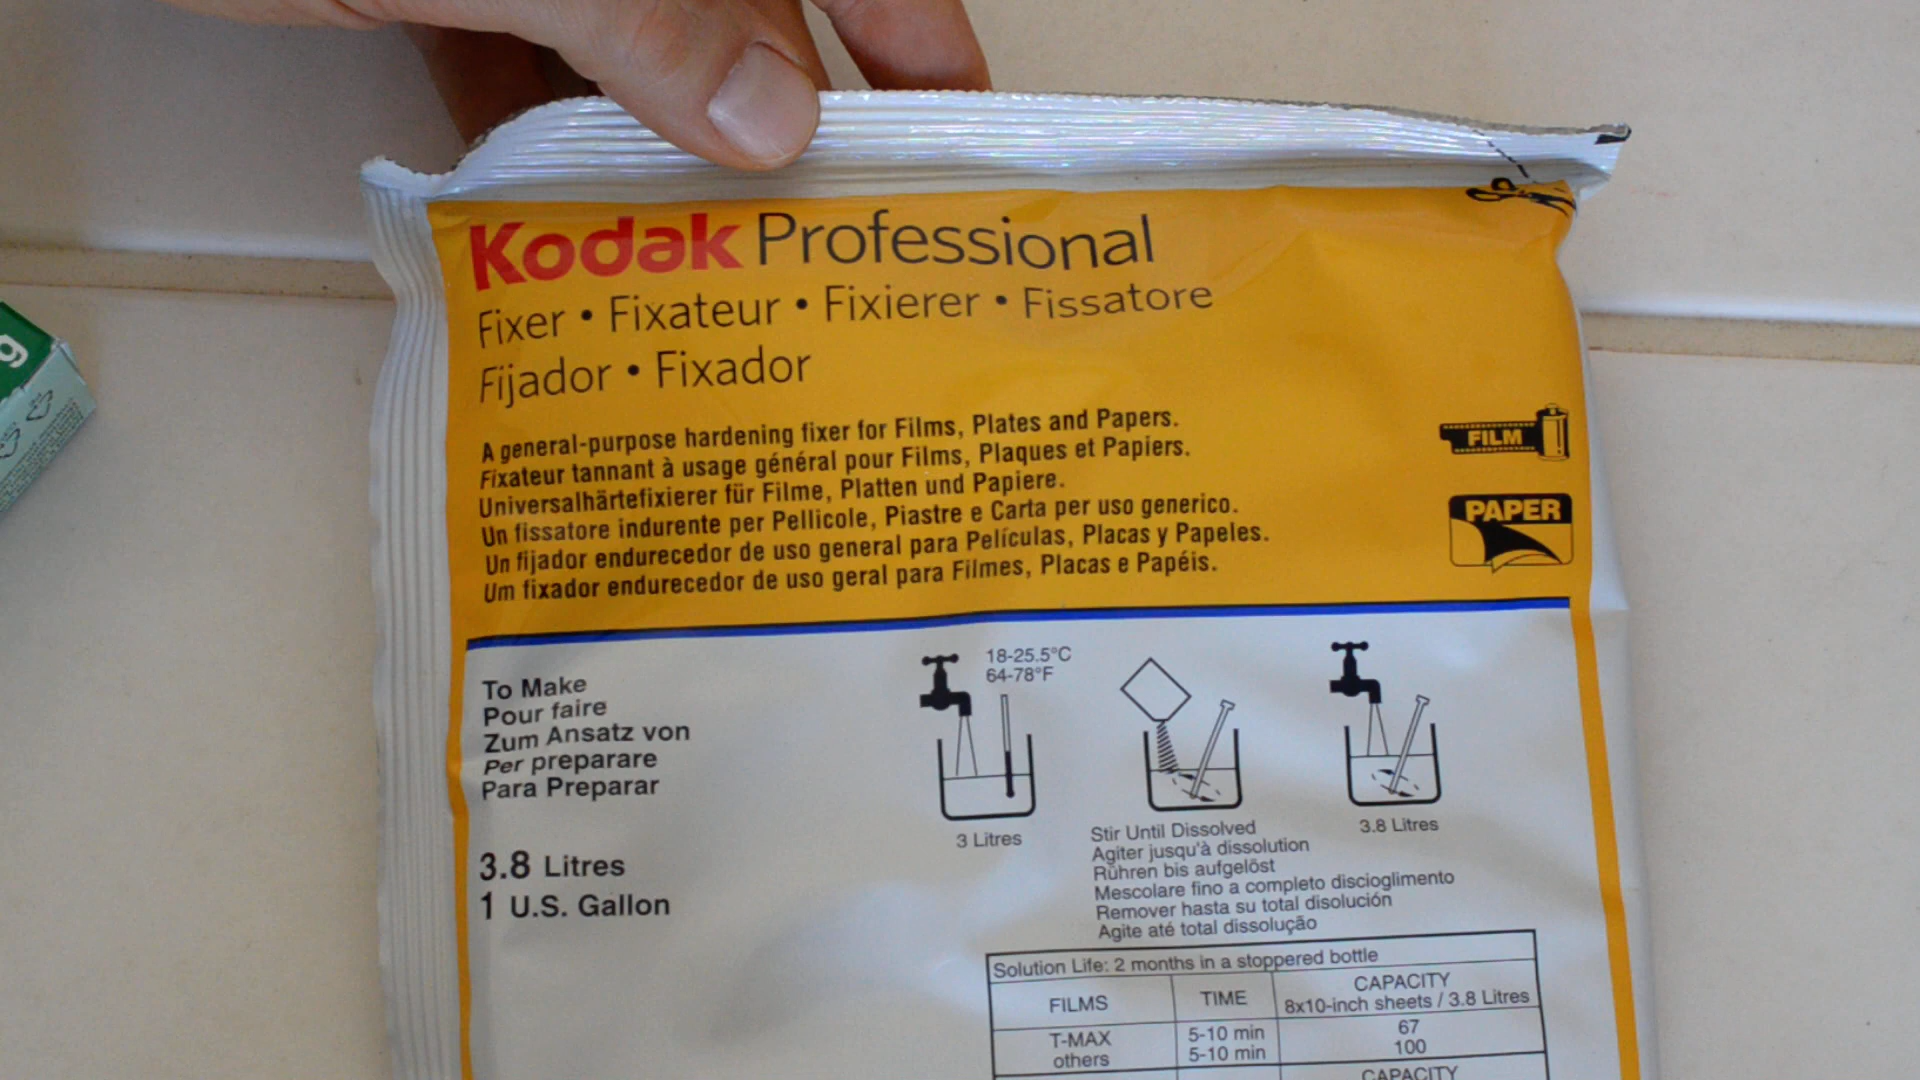 g
Kodak Professional
Fixer • Fixateur • Fixierer • Fissatore
Fijador • Fixador
A general-purpose hardening fixer for Films, Plates and Papers.
Fixateur tannant à usage général pour Films, Plaques et Papiers.
Universalhärtefixierer für Filme, Platten und Papiere.
Un fissatore indurente per Pellicole, Piastre e Carta per uso generico.
Un fijador endurecedor de uso general para Películas, Placas y Papeles.
Um fixador endurecedor de uso geral para Filmes, Placas e Papéis.
FILM
PAPER
To Make
Pour faire
Zum Ansatz von
Per preparare
Para Preparar
3.8 Litres
1 U.S. Gallon
18-25.5°C
64-78°F
3 Litres
Stir Until Dissolved
Agiter jusqu'à dissolution
Rühren bis aufgelöst
Mescolare fino a completo discioglimento
Remover hasta su total disolución
Agite até total dissolução
3.8 Litres
Solution Life: 2 months in a stoppered bottle
FILMS TIME CAPACITY
8x10-inch sheets / 3.8 Litres
T-MAX 5-10 min 67
others 5-10 min 100
CAPACITY